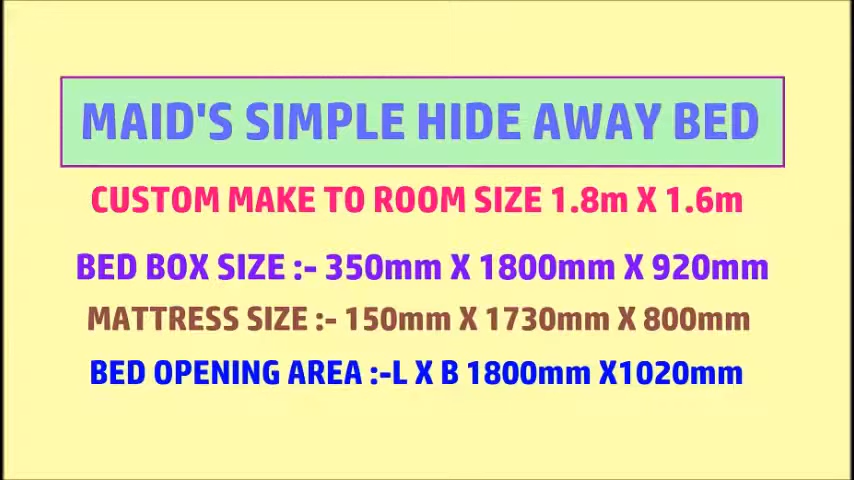 MAID'S SIMPLE HIDE AWAY BED
CUSTOM MAKE TO ROOM SIZE 1.8m X 1.6m
BED BOX SIZE :- 350mm X 1800mm X 920mm
MATTRESS SIZE :- 150mm X 1730mm X 800mm
BED OPENING AREA :-L X B 1800mm X1020mm